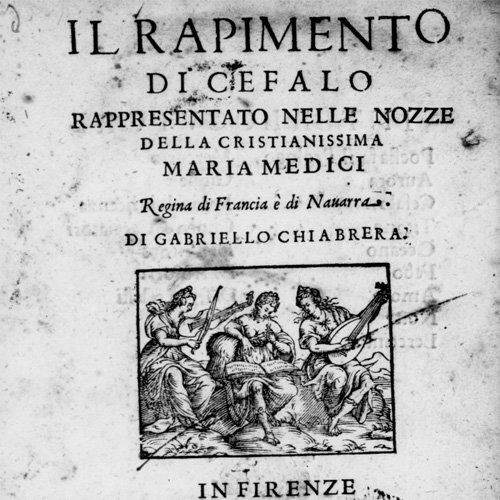 IL RAPIMENTO
DI CEFALO
RAPPRESENTATO NELLE NOZZE
DELLA CRISTIANISSIMA
MARIA MEDICI
Regina di Francia è di Nauarra.
DI GABRIELLO CHIABRERA.
IN FIRENZE